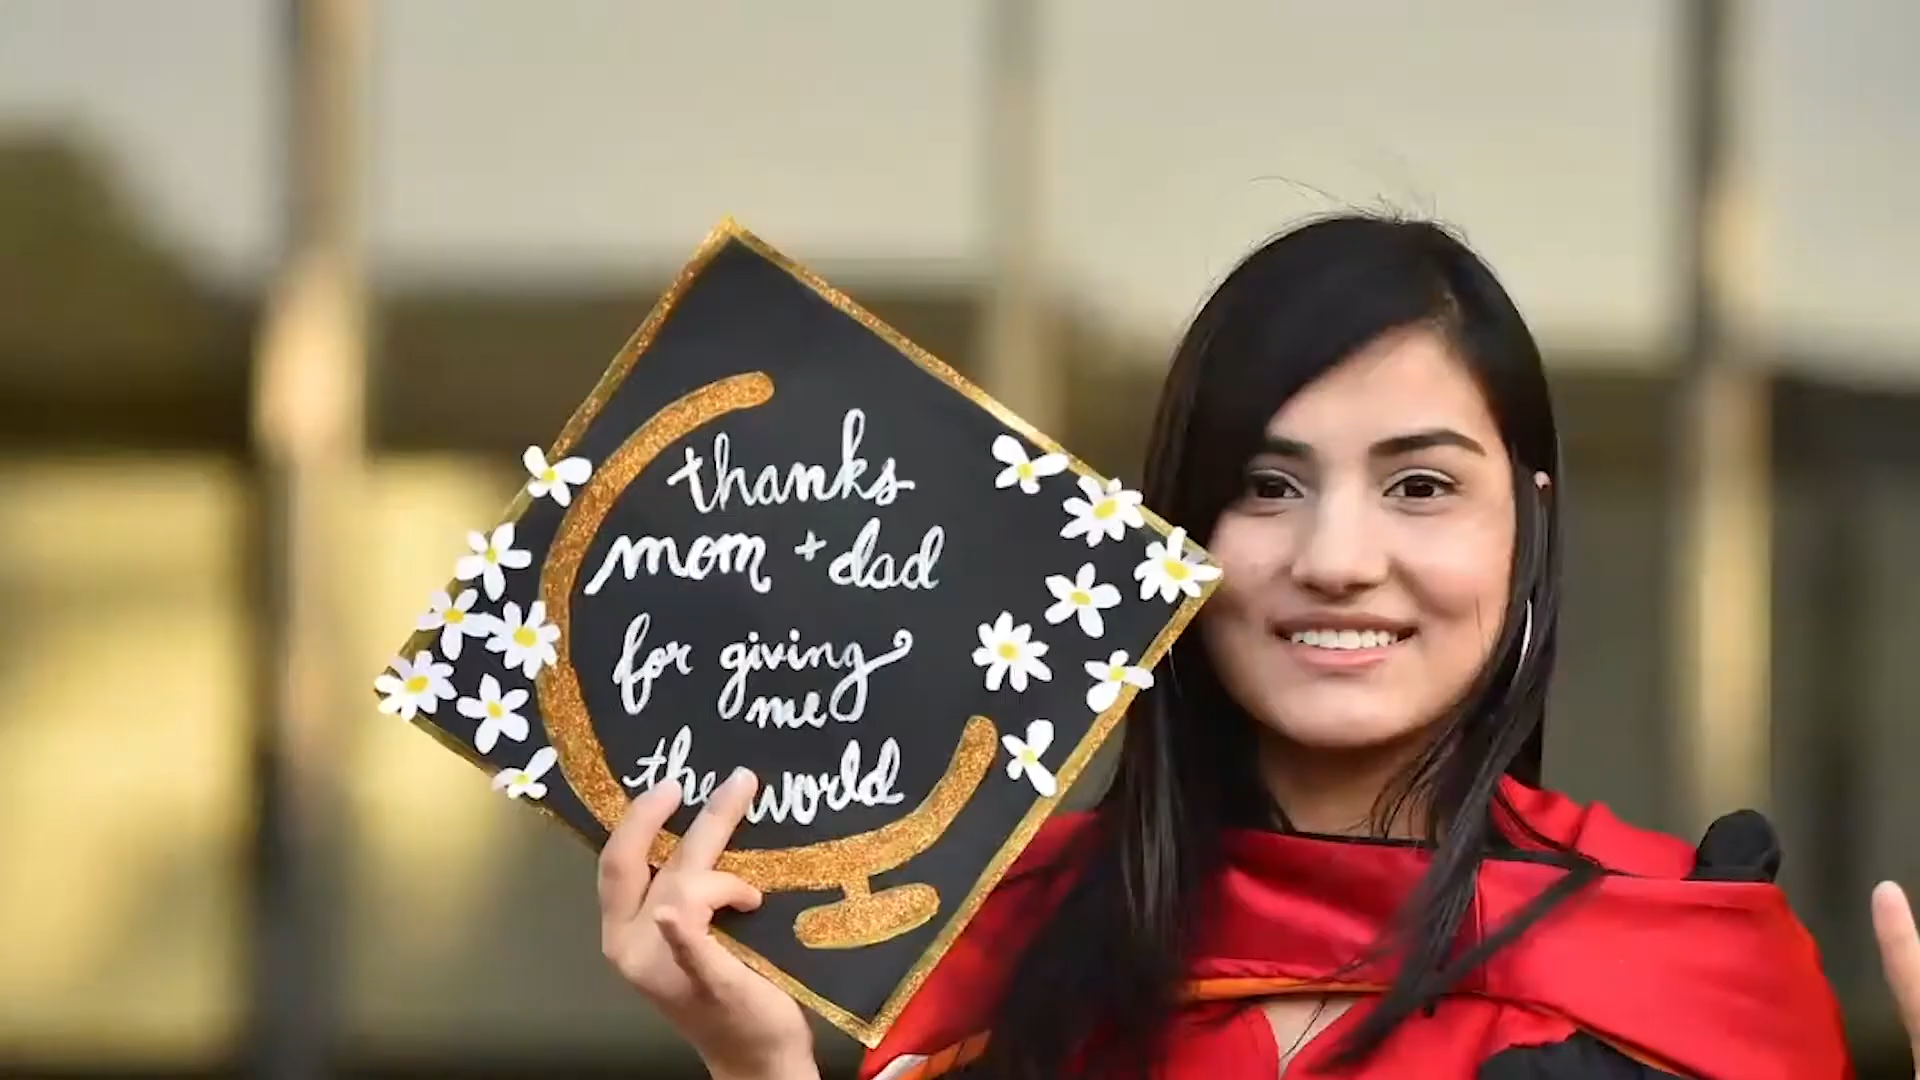 thanks
mom + dad
for giving
me
the world